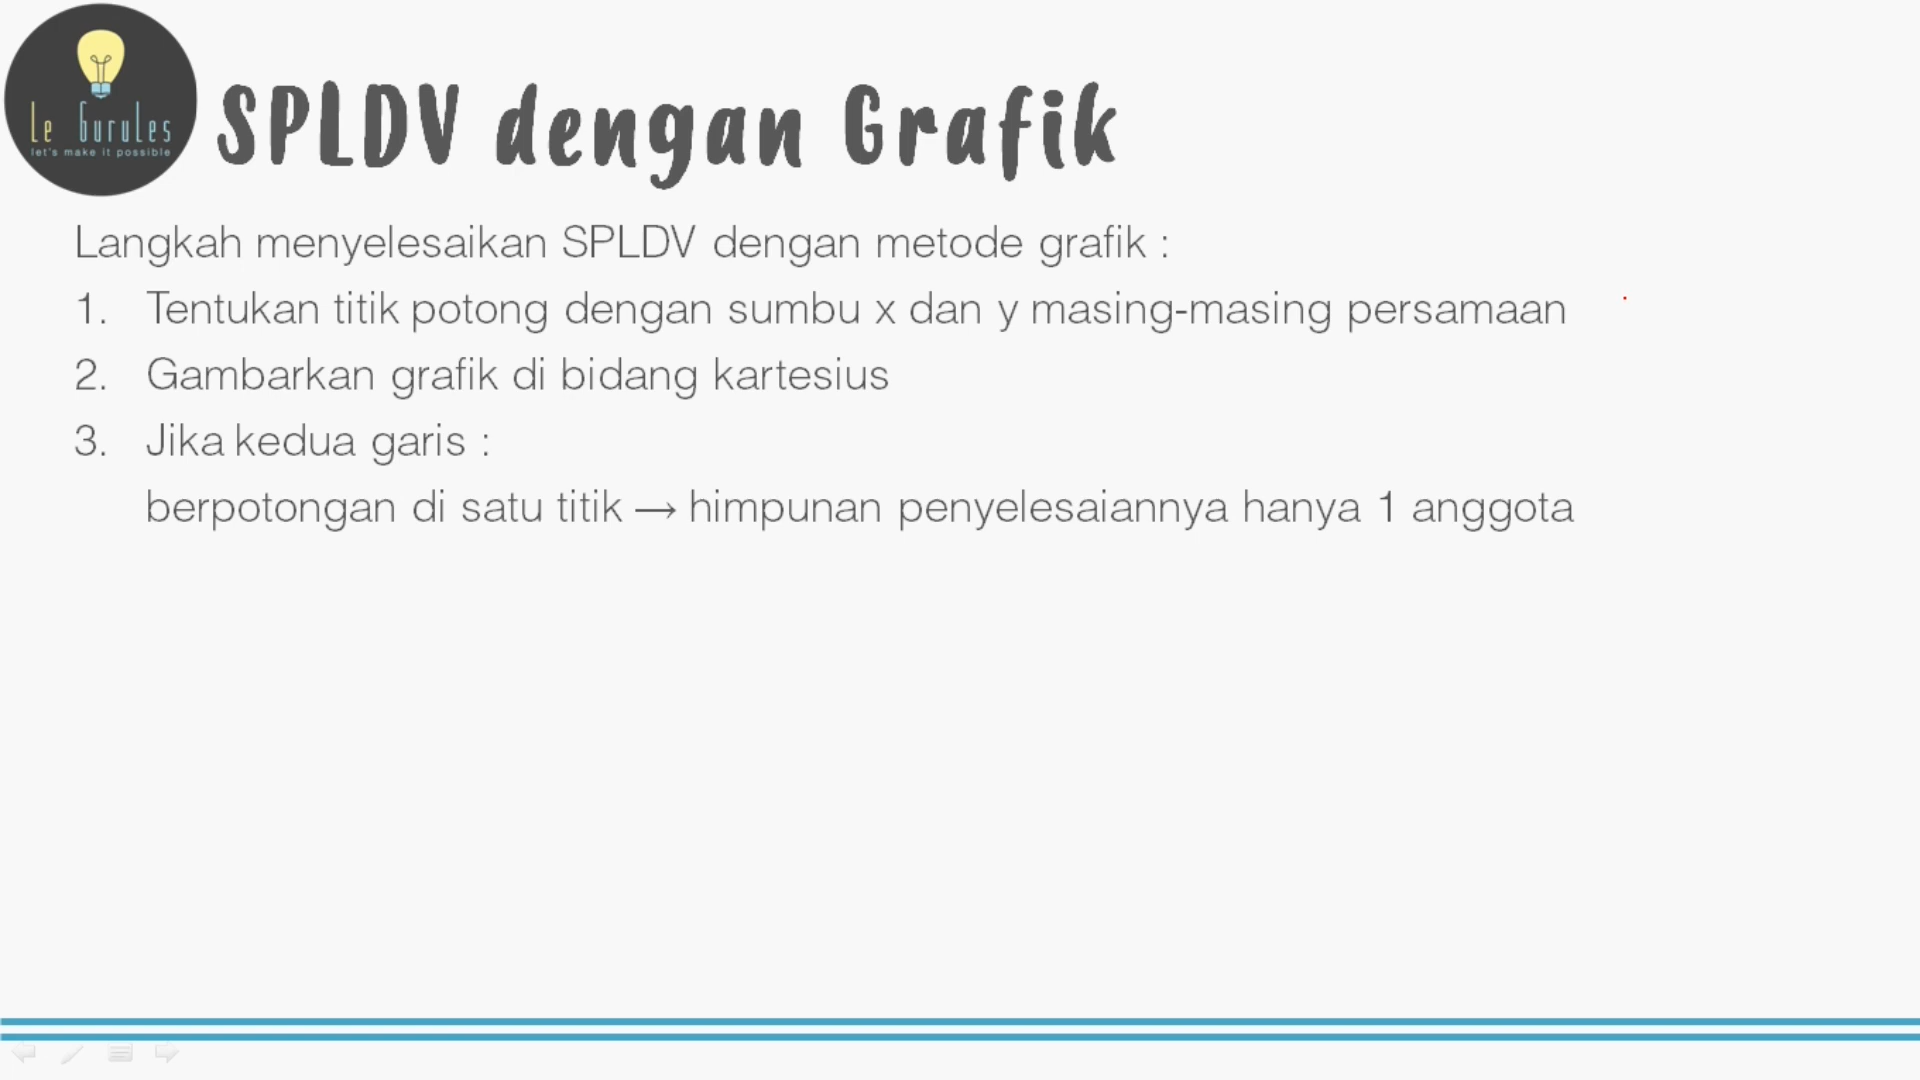 Le Gurules
let's make it possible
SPLDV dengan Grafik
Langkah menyelesaikan SPLDV dengan metode grafik :
1. Tentukan titik potong dengan sumbu x dan y masing-masing persamaan
2. Gambarkan grafik di bidang kartesius
3. Jika kedua garis :
berpotongan di satu titik → himpunan penyelesaiannya hanya 1 anggota